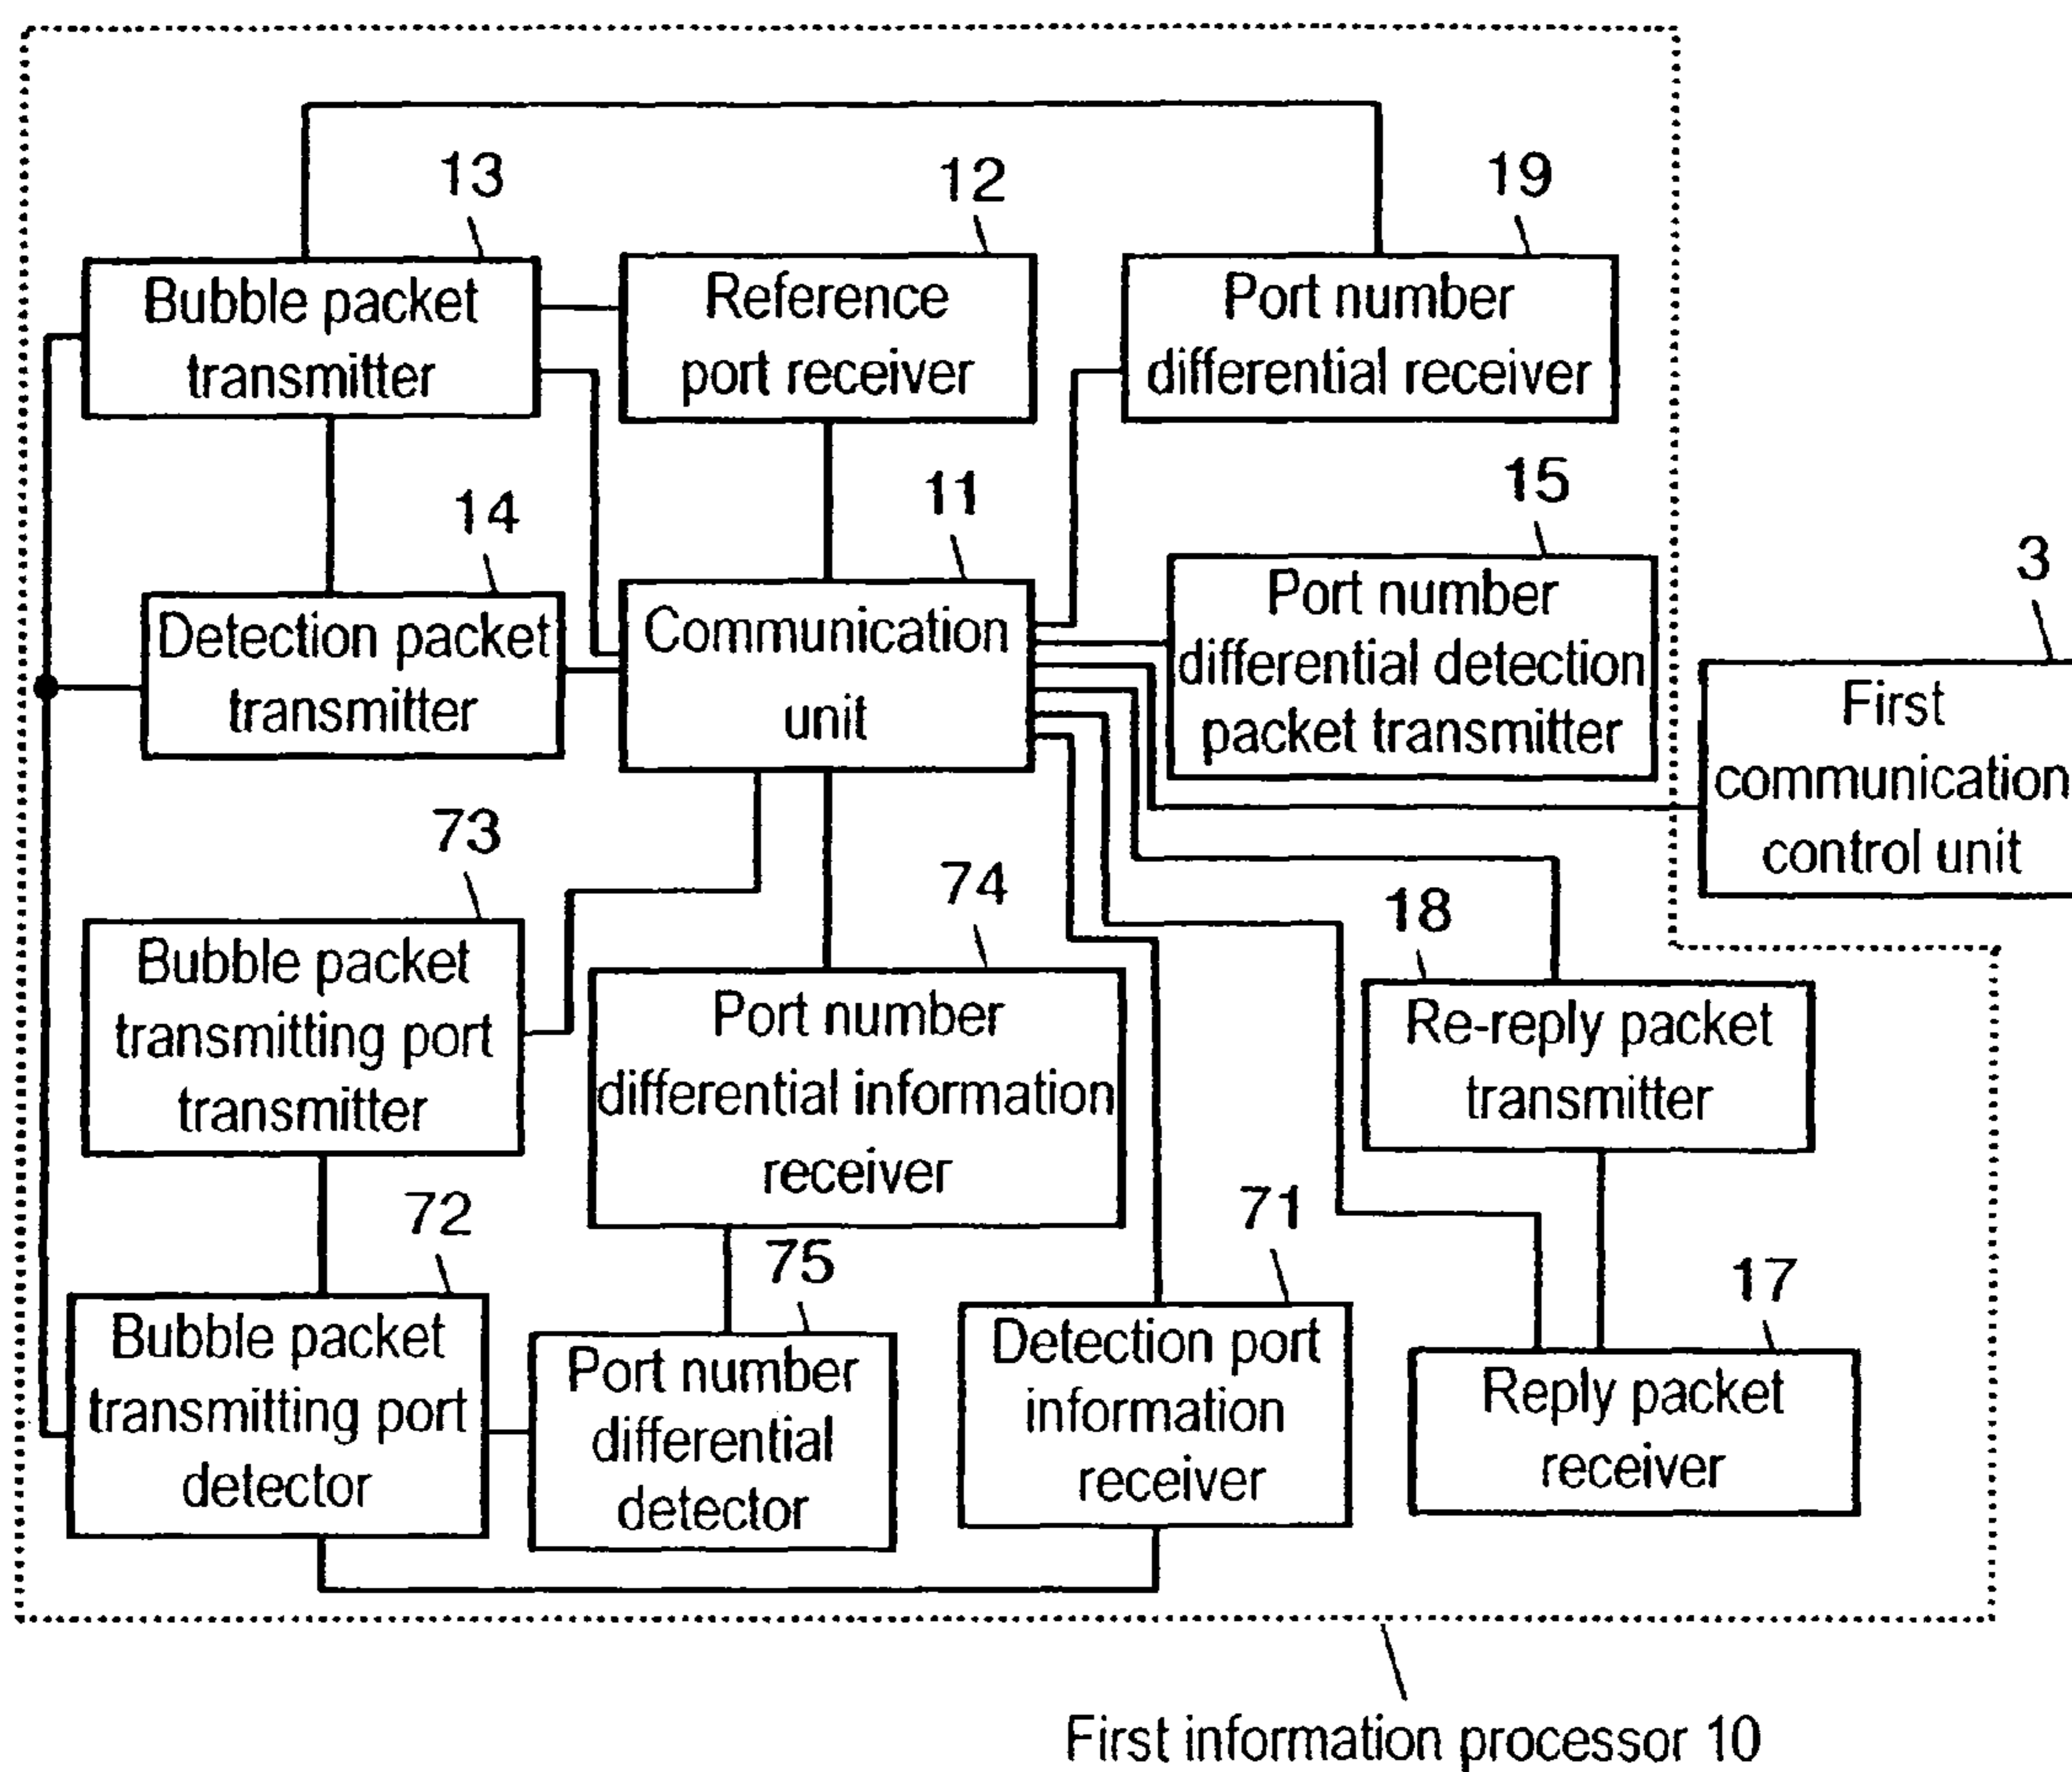 13
12
19
Bubble packet
transmitter
Reference
port receiver
Port number
differential receiver
14
11
15
3
Detection packet
transmitter
Communication
unit
Port number
differential detection
packet transmitter
First
communication
control unit
73
74
18
Bubble packet
transmitting port
transmitter
Port number
differential information
receiver
Re-reply packet
transmitter
72
75
71
17
Bubble packet
transmitting port
detector
Port number
differential
detector
Detection port
information
receiver
Reply packet
receiver
First information processor 10